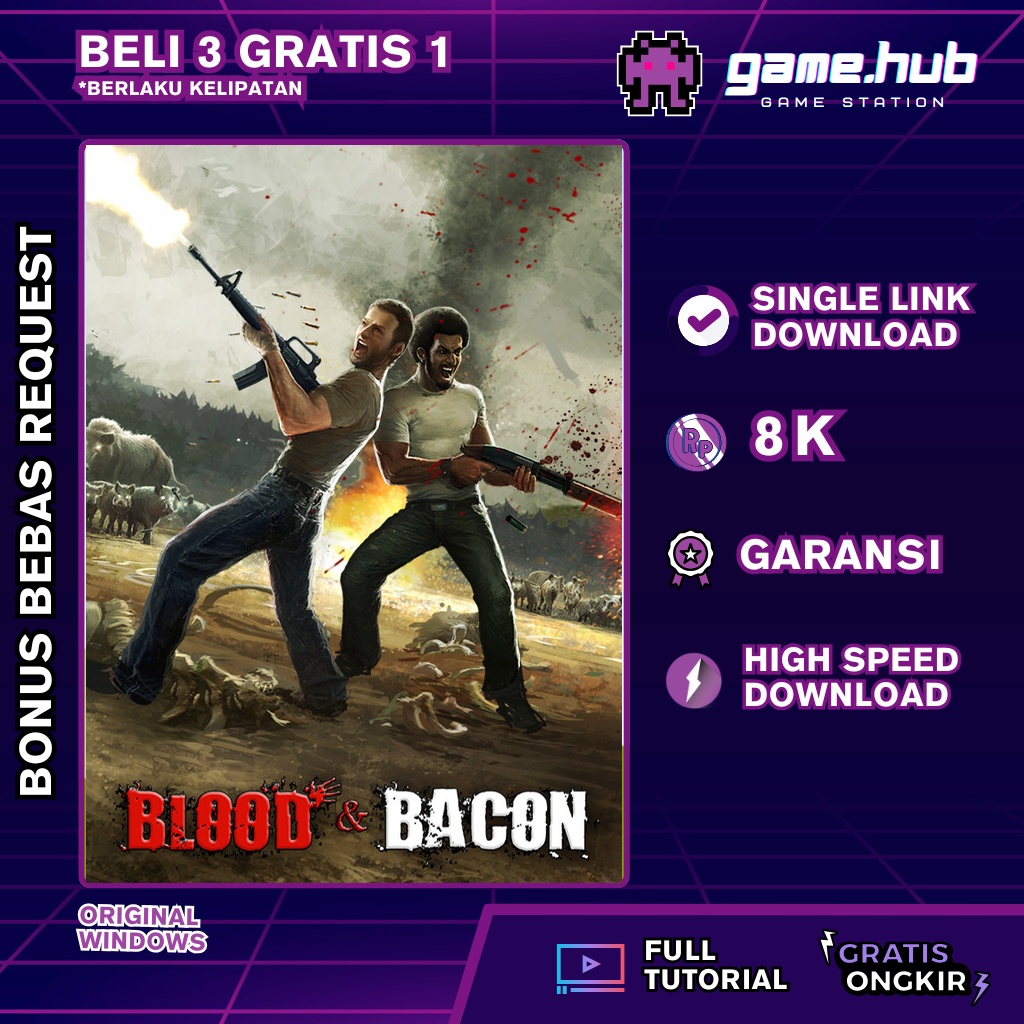 BELI 3 GRATIS 1
*BERLAKU KELIPATAN
game.hub
GAME STATION
BONUS BEBAS REQUEST
SINGLE LINK
DOWNLOAD
RP
8K
GARANSI
HIGH SPEED
DOWNLOAD
BLOOD & BACON
ORIGINAL
WINDOWS
FULL
TUTORIAL
GRATIS
ONGKIR